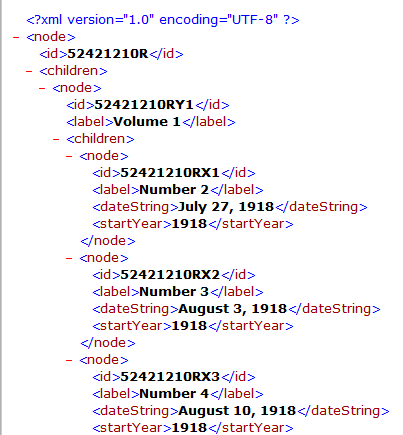 <?xml version="1.0" encoding="UTF-8" ?>
- <node>
<id>52421210R</id>
- <children>
- <node>
<id>52421210RY1</id>
<label>Volume 1</label>
- <children>
- <node>
<id>52421210RX1</id>
<label>Number 2</label>
<dateString>July 27, 1918</dateString>
<startYear>1918</startYear>
</node>
- <node>
<id>52421210RX2</id>
<label>Number 3</label>
<dateString>August 3, 1918</dateString>
<startYear>1918</startYear>
</node>
- <node>
<id>52421210RX3</id>
<label>Number 4</label>
<dateString>August 10, 1918</dateString>
<startYear>1918</startYear>